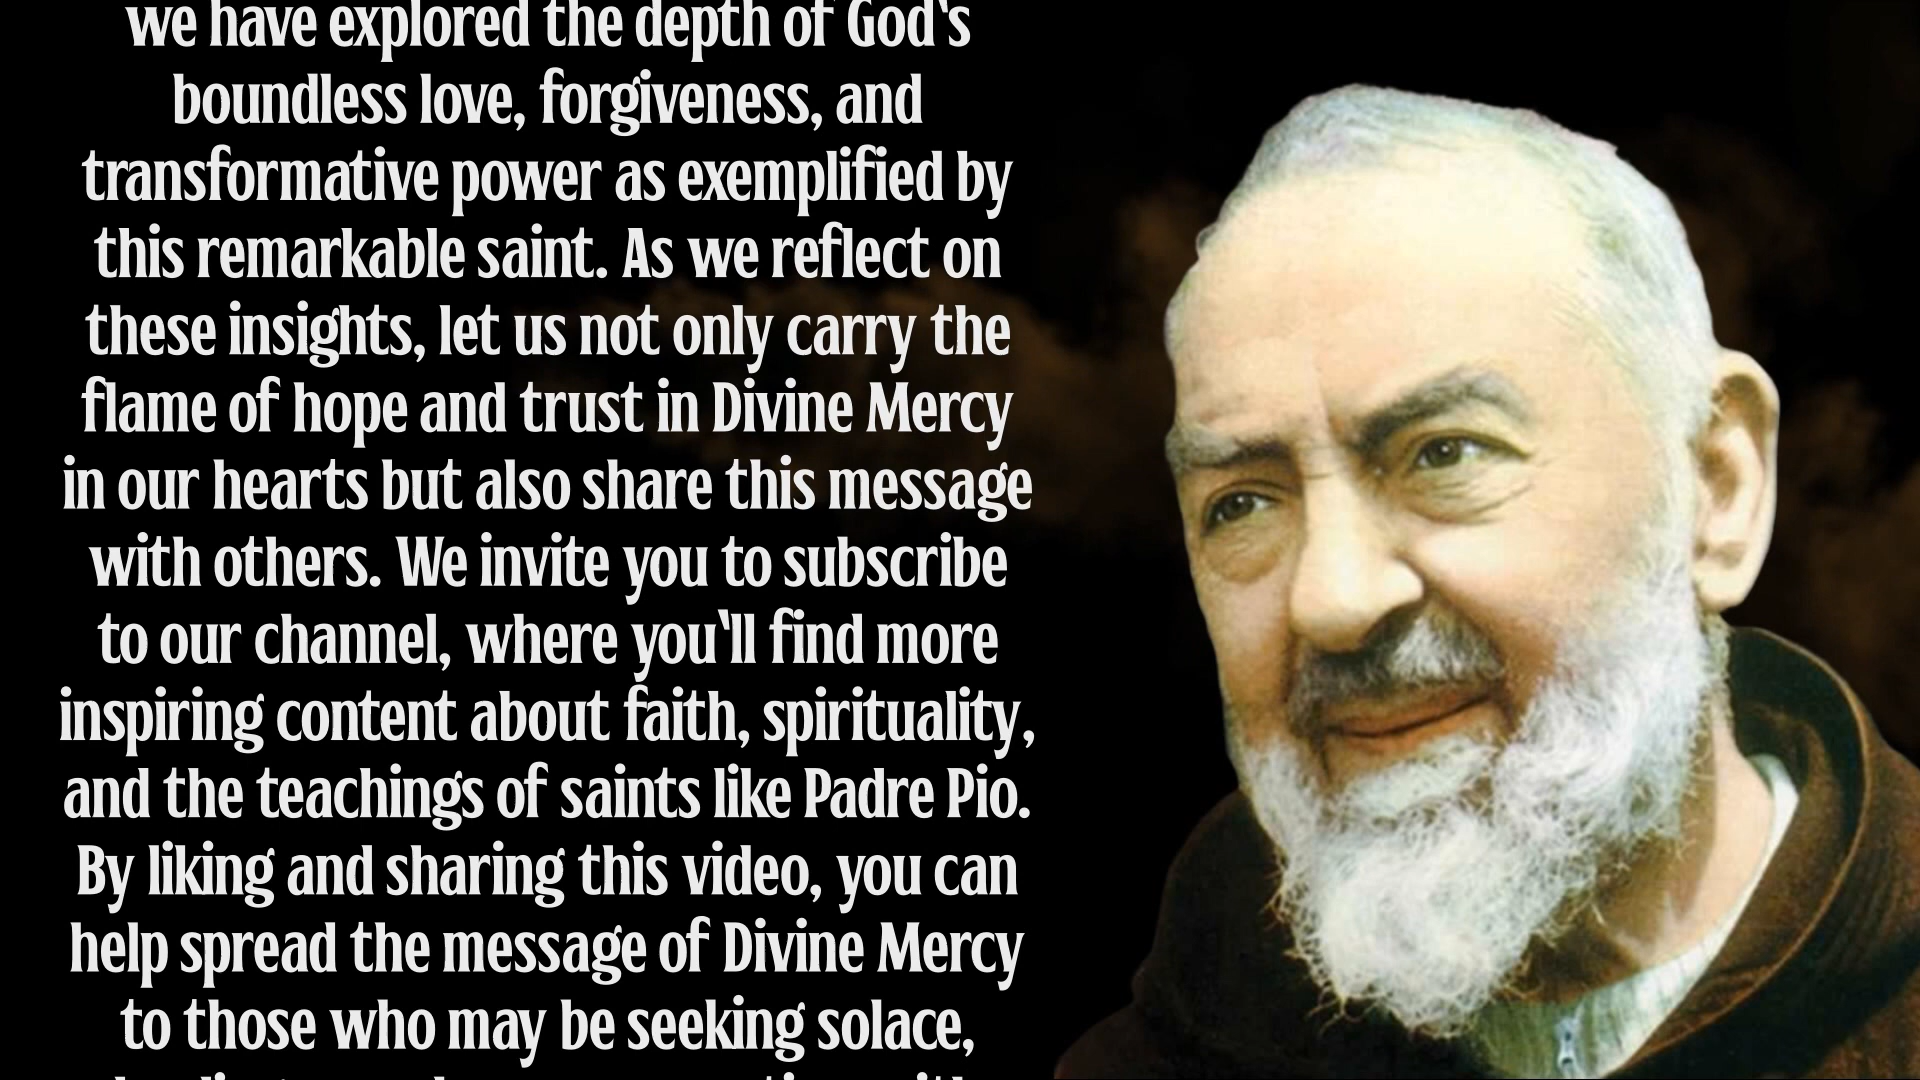 we have explored the depth of God's
boundless love, forgiveness, and
transformative power as exemplified by
this remarkable saint. As we reflect on
these insights, let us not only carry the
flame of hope and trust in Divine Mercy
in our hearts but also share this message
with others. We invite you to subscribe
to our channel, where you'll find more
inspiring content about faith, spirituality,
and the teachings of saints like Padre Pio.
By liking and sharing this video, you can
help spread the message of Divine Mercy
to those who may be seeking solace,